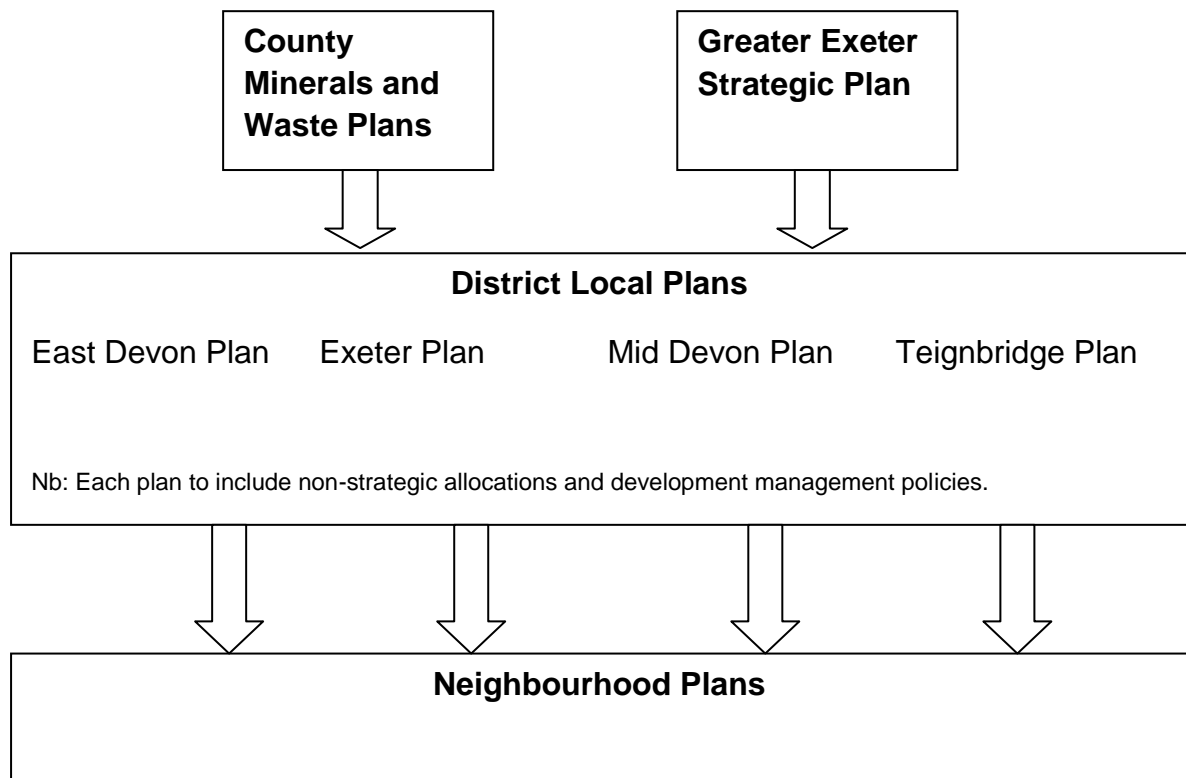 County
Minerals and
Waste Plans
Greater Exeter
Strategic Plan
District Local Plans
East Devon Plan Exeter Plan Mid Devon Plan Teignbridge Plan
Nb: Each plan to include non-strategic allocations and development management policies.
Neighbourhood Plans